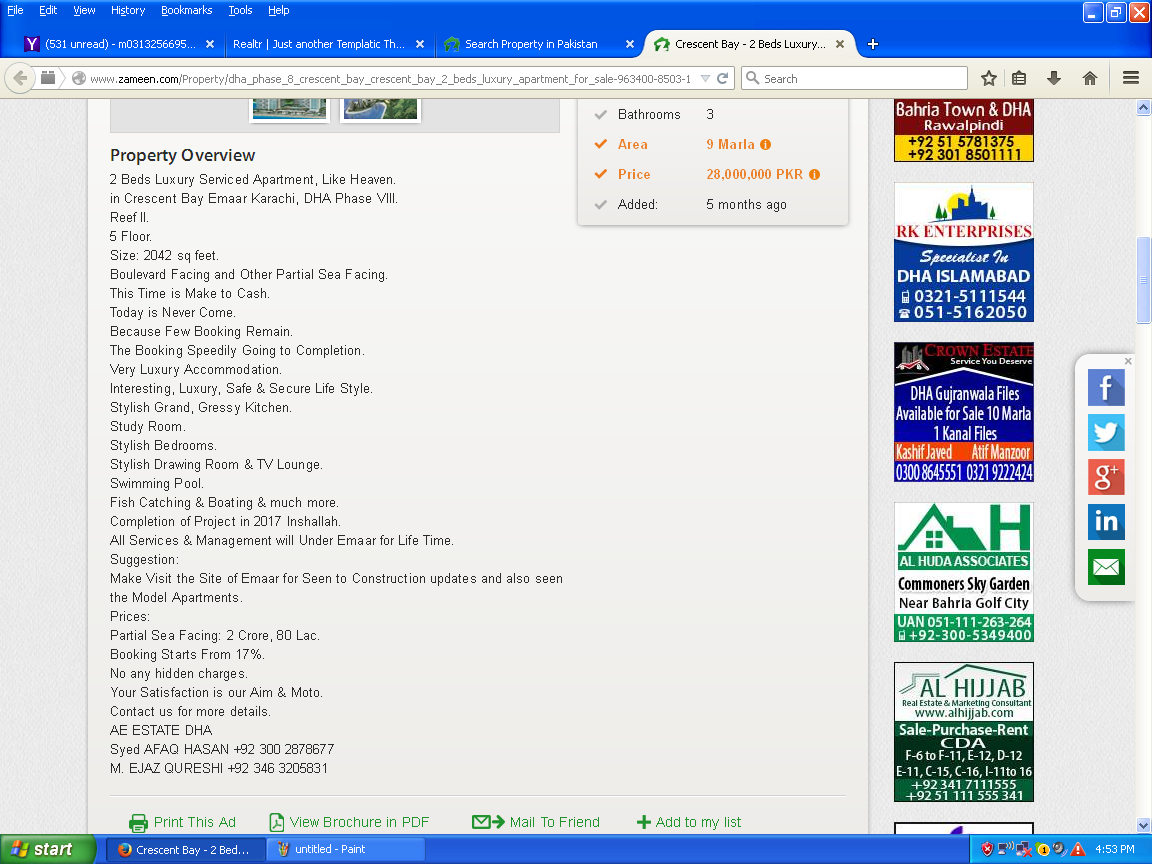 File Edit View History Bookmarks Tools Help
(531 unread) - m0313256695...
Realtr | Just another Templatic Th...
Search Property in Pakistan
Crescent Bay - 2 Beds Luxury...
www.zameen.com/Property/dha_phase_8_crescent_bay_crescent_bay_2_beds_luxury_apartment_for_sale-963400-8503-1
Search
Bathrooms 3
Area 9 Marla
Price 28,000,000 PKR
Added: 5 months ago
Property Overview
2 Beds Luxury Serviced Apartment, Like Heaven.
in Crescent Bay Emaar Karachi, DHA Phase VIII.
Reef II.
5 Floor.
Size: 2042 sq feet.
Boulevard Facing and Other Partial Sea Facing.
This Time is Make to Cash.
Today is Never Come.
Because Few Booking Remain.
The Booking Speedily Going to Completion.
Very Luxury Accommodation.
Interesting, Luxury, Safe & Secure Life Style.
Stylish Grand, Gressy Kitchen.
Study Room.
Stylish Bedrooms.
Stylish Drawing Room & TV Lounge.
Swimming Pool.
Fish Catching & Boating & much more.
Completion of Project in 2017 Inshallah.
All Services & Management will Under Emaar for Life Time.
Suggestion:
Make Visit the Site of Emaar for Seen to Construction updates and also seen
the Model Apartments.
Prices:
Partial Sea Facing: 2 Crore, 80 Lac.
Booking Starts From 17%.
No any hidden charges.
Your Satisfaction is our Aim & Moto.
Contact us for more details.
AE ESTATE DHA
Syed AFAQ HASAN +92 300 2878677
M. EJAZ QURESHI +92 346 3205831
Print This Ad
View Brochure in PDF
Mail To Friend
Add to my list
Bahria Town & DHA
Rawalpindi
+92 51 5781375
+92 301 8501111
RK ENTERPRISES
Specialist In
DHA ISLAMABAD
0321-5111544
051-5162050
CROWN ESTATE
Service You Deserve
DHA Gujranwala Files
Available for Sale 10 Marla
1 Kanal Files
Kashif Javed Atif Manzoor
0300 8645551 0321 9222424
AH
AL HUDA ASSOCIATES
Commoners Sky Garden
Near Bahria Golf City
UAN 051-111-263-264
+92-300-5349400
AL HIJJAB
Real Estate & Marketing Consultant
www.alhijjab.com
Sale-Purchase-Rent
CDA
F-6 to F-11, E-12, D-12
E-11, C-15, C-16, I-11to 16
+92 341 7111555
+92 51 111 555 341
f
g+
in
start
Crescent Bay - 2 Bed...
untitled - Paint
4:53 PM